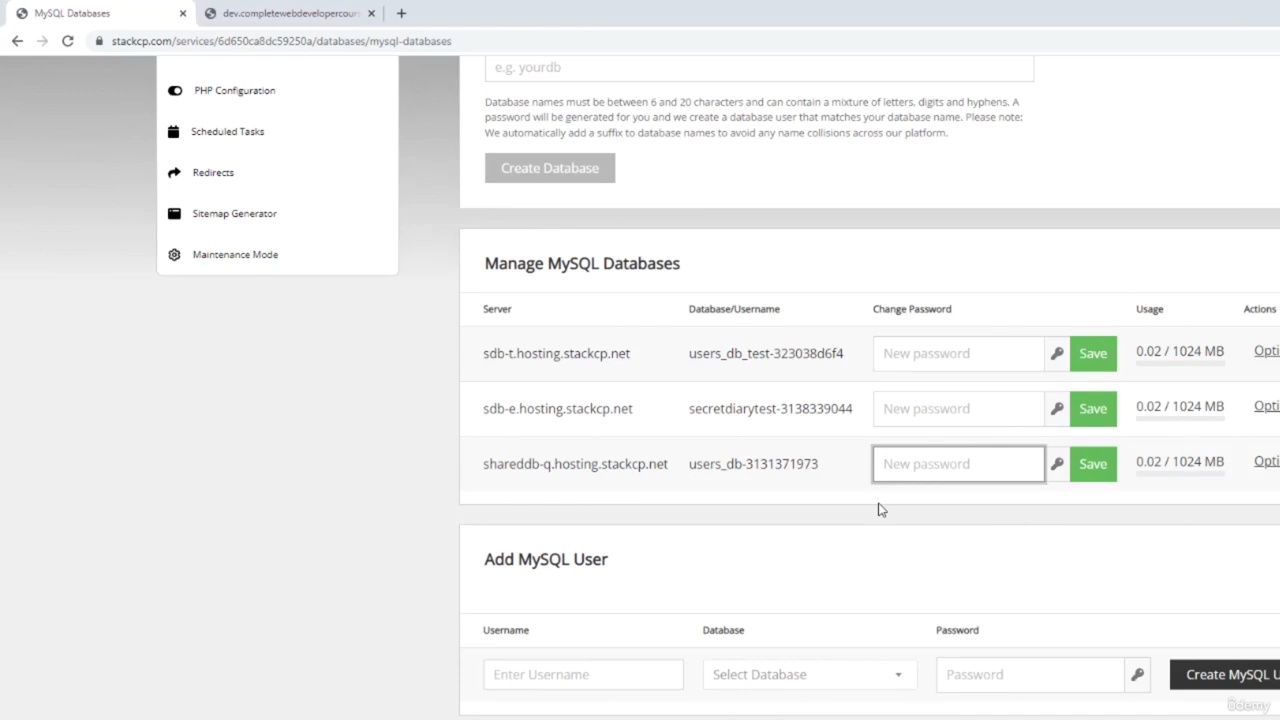 MySQL Databases
dev.completewebdevelopercour
stackcp.com/services/6d650ca8dc59250a/databases/mysql-databases
PHP Configuration
Scheduled Tasks
Redirects
Sitemap Generator
Maintenance Mode
e.g. yourdb
Database names must be between 6 and 20 characters and can contain a mixture of letters, digits and hyphens. A
password will be generated for you and we create a database user that matches your database name. Please note:
We automatically add a suffix to database names to avoid any name collisions across our platform.
Create Database
Manage MySQL Databases
Server Database/Username Change Password Usage Actions
sdb-t.hosting.stackcp.net users_db_test-323038d6f4 New password Save 0.02 / 1024 MB Opti
sdb-e.hosting.stackcp.net secretdiarytest-3138339044 New password Save 0.02 / 1024 MB Opti
shareddb-q.hosting.stackcp.net users_db-3131371973 New password Save 0.02 / 1024 MB Opti
Add MySQL User
Username Database Password
Enter Username Select Database Password Create MySQL U
ûdemy